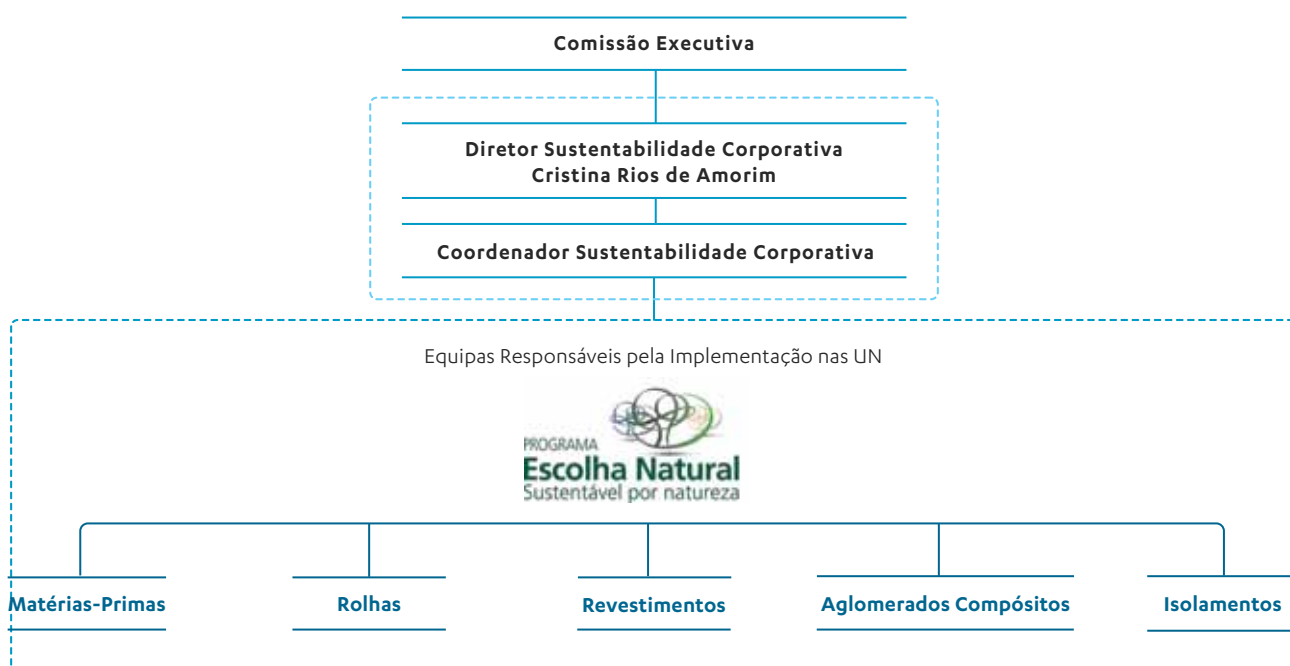 Comissão Executiva
Diretor Sustentabilidade Corporativa
Cristina Rios de Amorim
Coordenador Sustentabilidade Corporativa
Equipas Responsáveis pela Implementação nas UN
PROGRAMA
Escolha Natural
Sustentável por natureza
Matérias-Primas
Rolhas
Revestimentos
Aglomerados Compósitos
Isolamentos